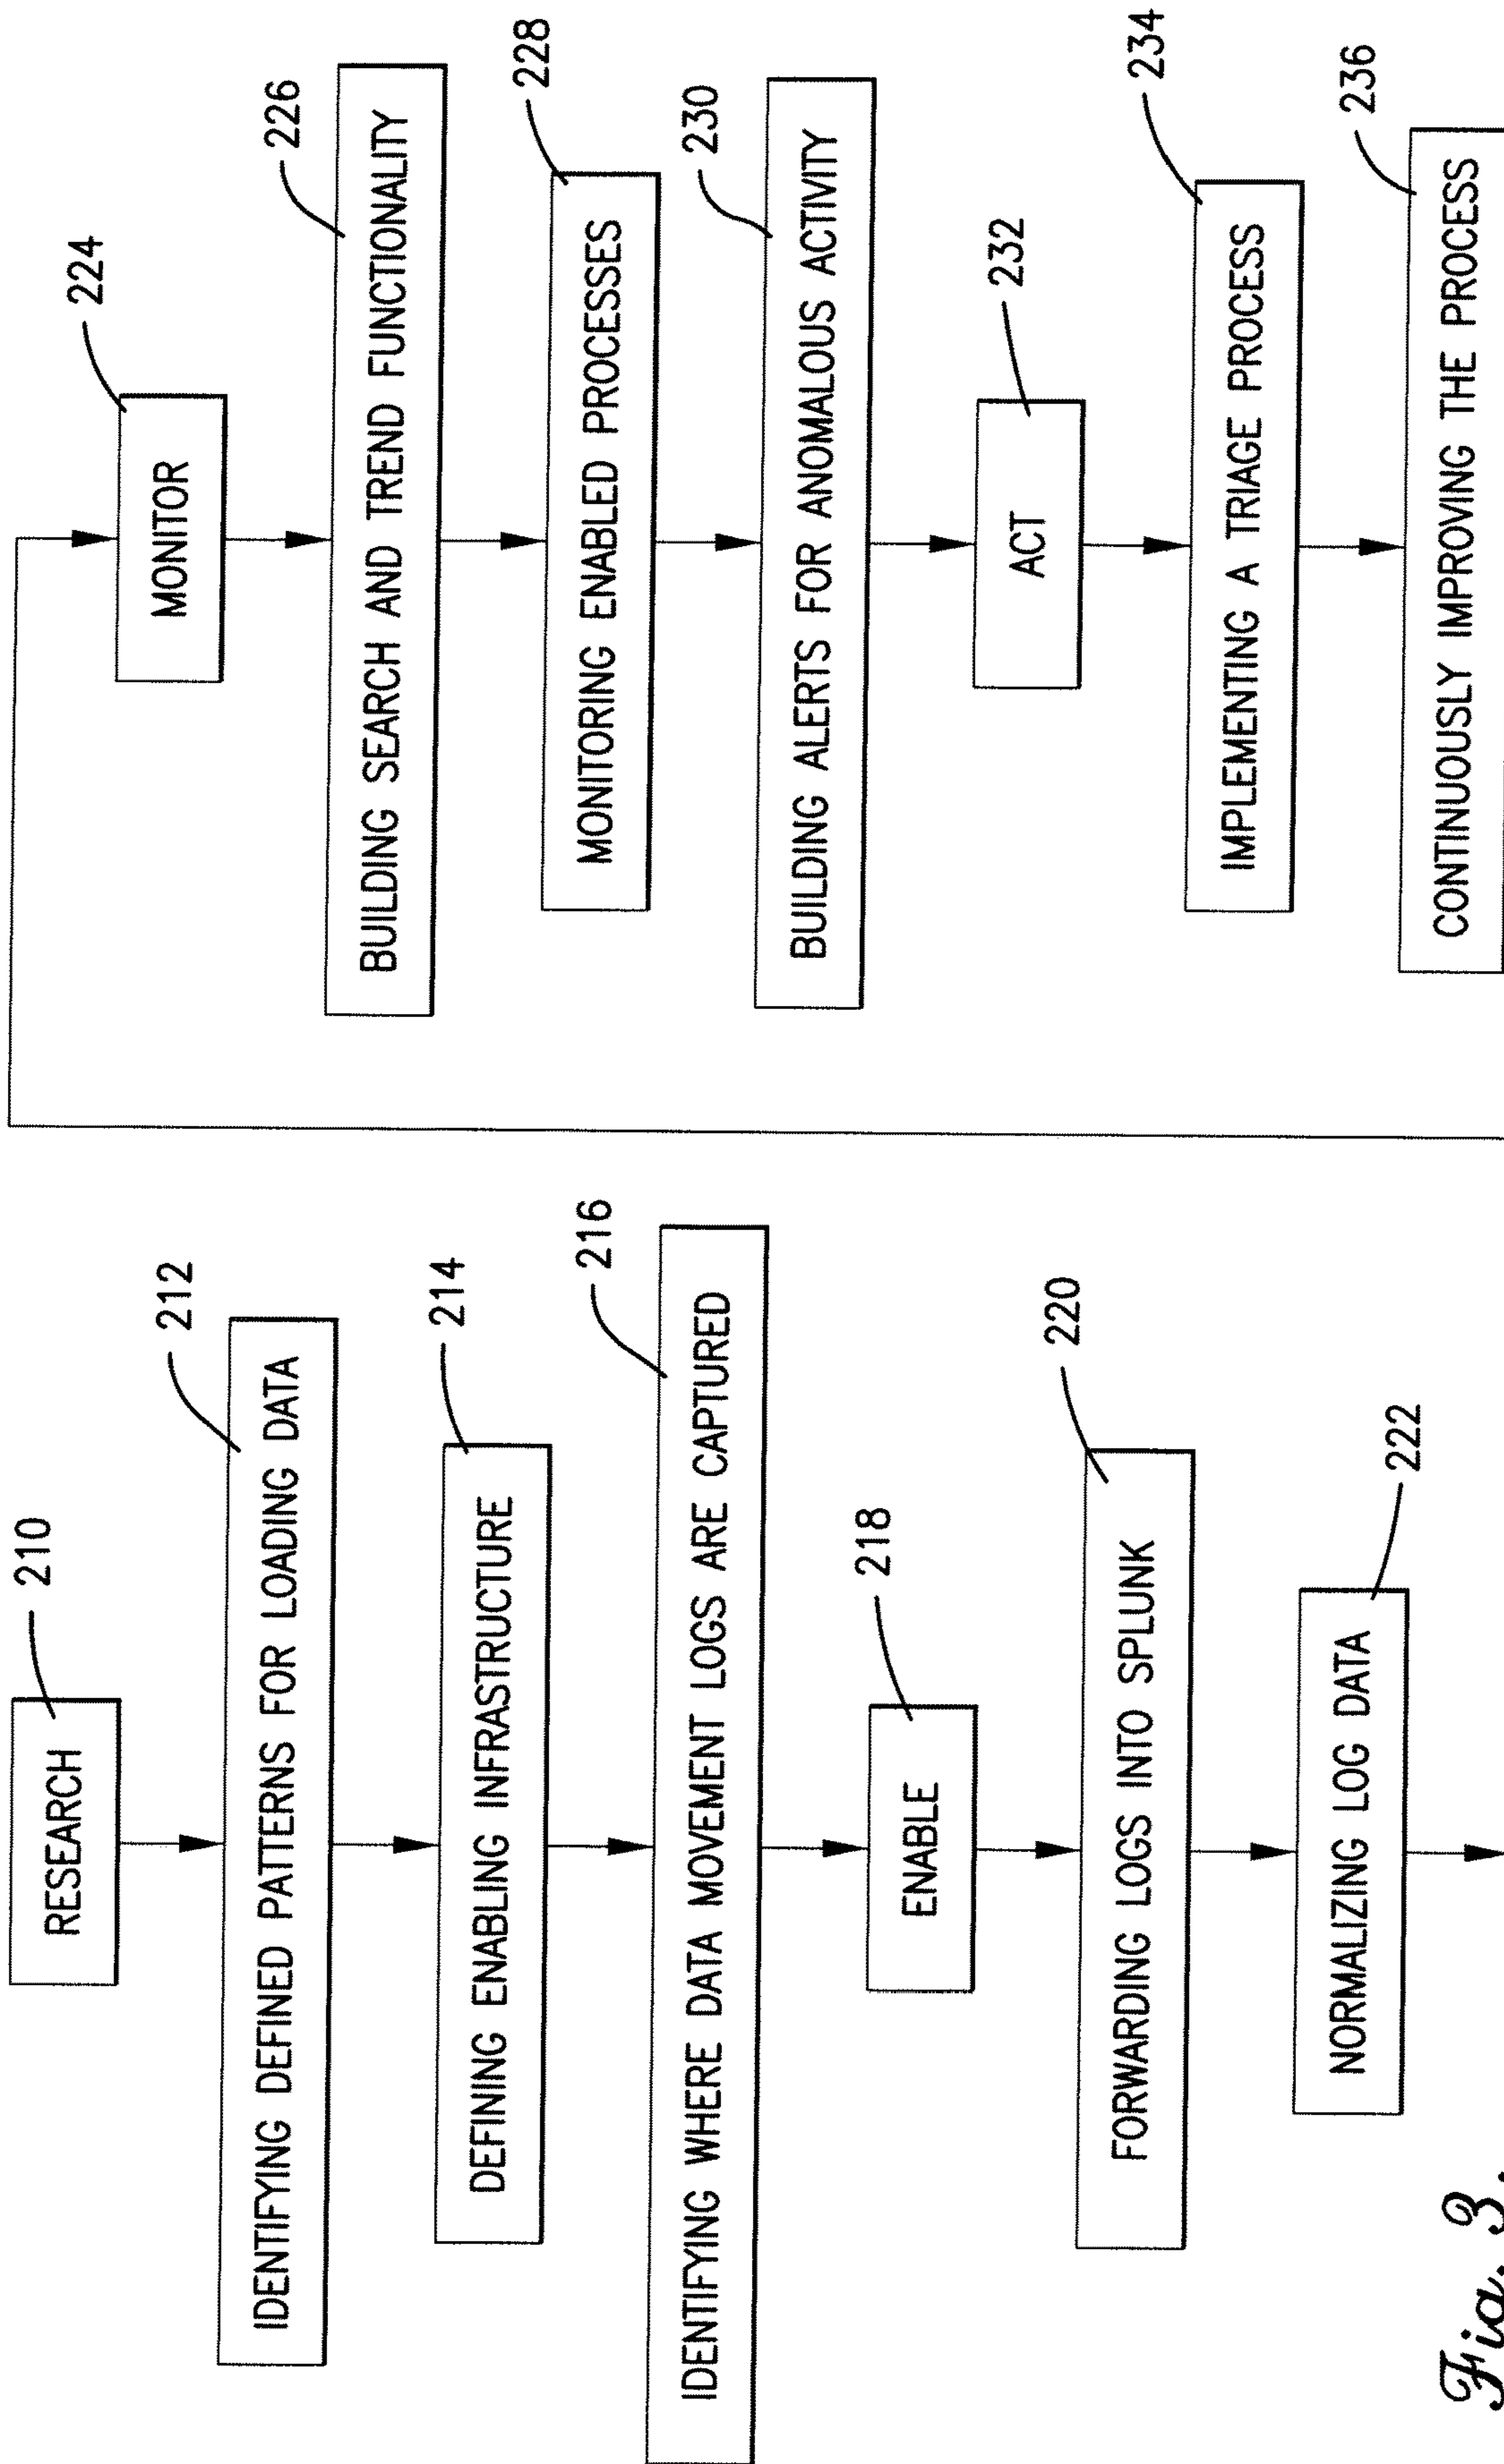 210
RESEARCH
212
IDENTIFYING DEFINED PATTERNS FOR LOADING DATA
214
DEFINING ENABLING INFRASTRUCTURE
216
IDENTIFYING WHERE DATA MOVEMENT LOGS ARE CAPTURED
218
ENABLE
220
FORWARDING LOGS INTO SPLUNK
222
NORMALIZING LOG DATA
224
MONITOR
226
BUILDING SEARCH AND TREND FUNCTIONALITY
228
MONITORING ENABLED PROCESSES
230
BUILDING ALERTS FOR ANOMALOUS ACTIVITY
232
ACT
234
IMPLEMENTING A TRIAGE PROCESS
236
CONTINUOUSLY IMPROVING THE PROCESS
Fig. 3.